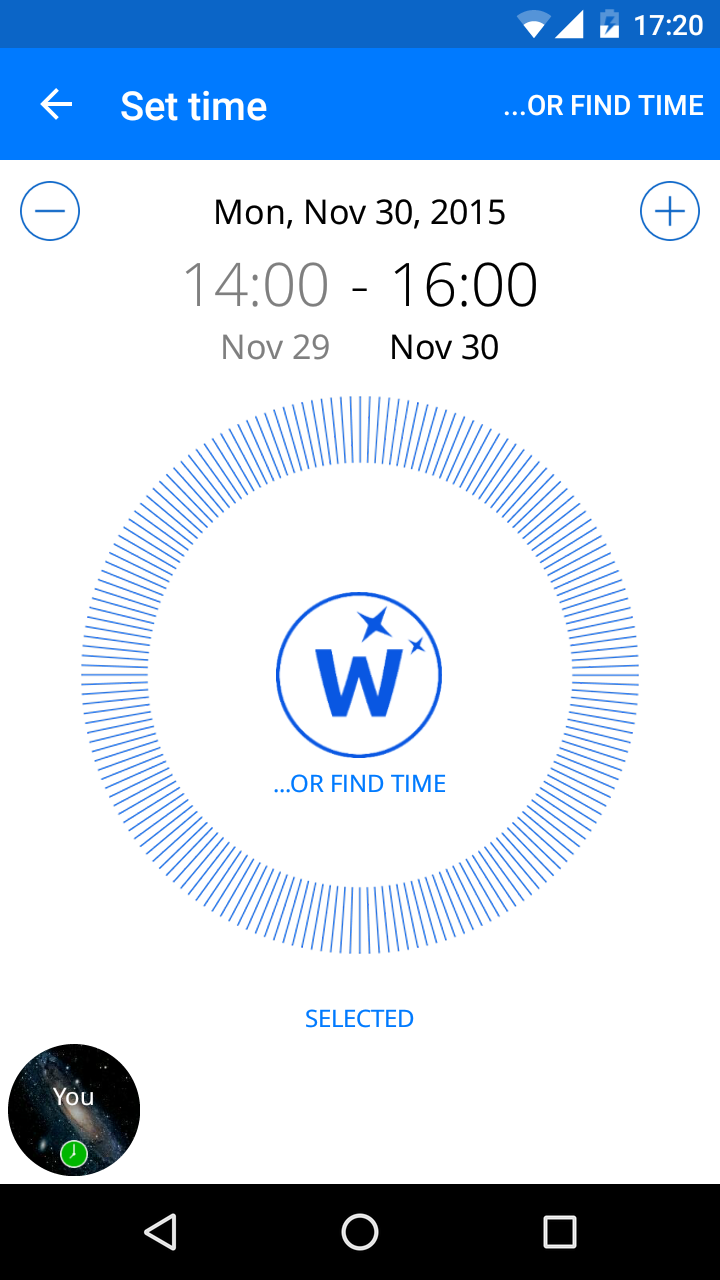 17:20
Set time
...OR FIND TIME
Mon, Nov 30, 2015
14:00 - 16:00
Nov 29 Nov 30
W
...OR FIND TIME
SELECTED
You